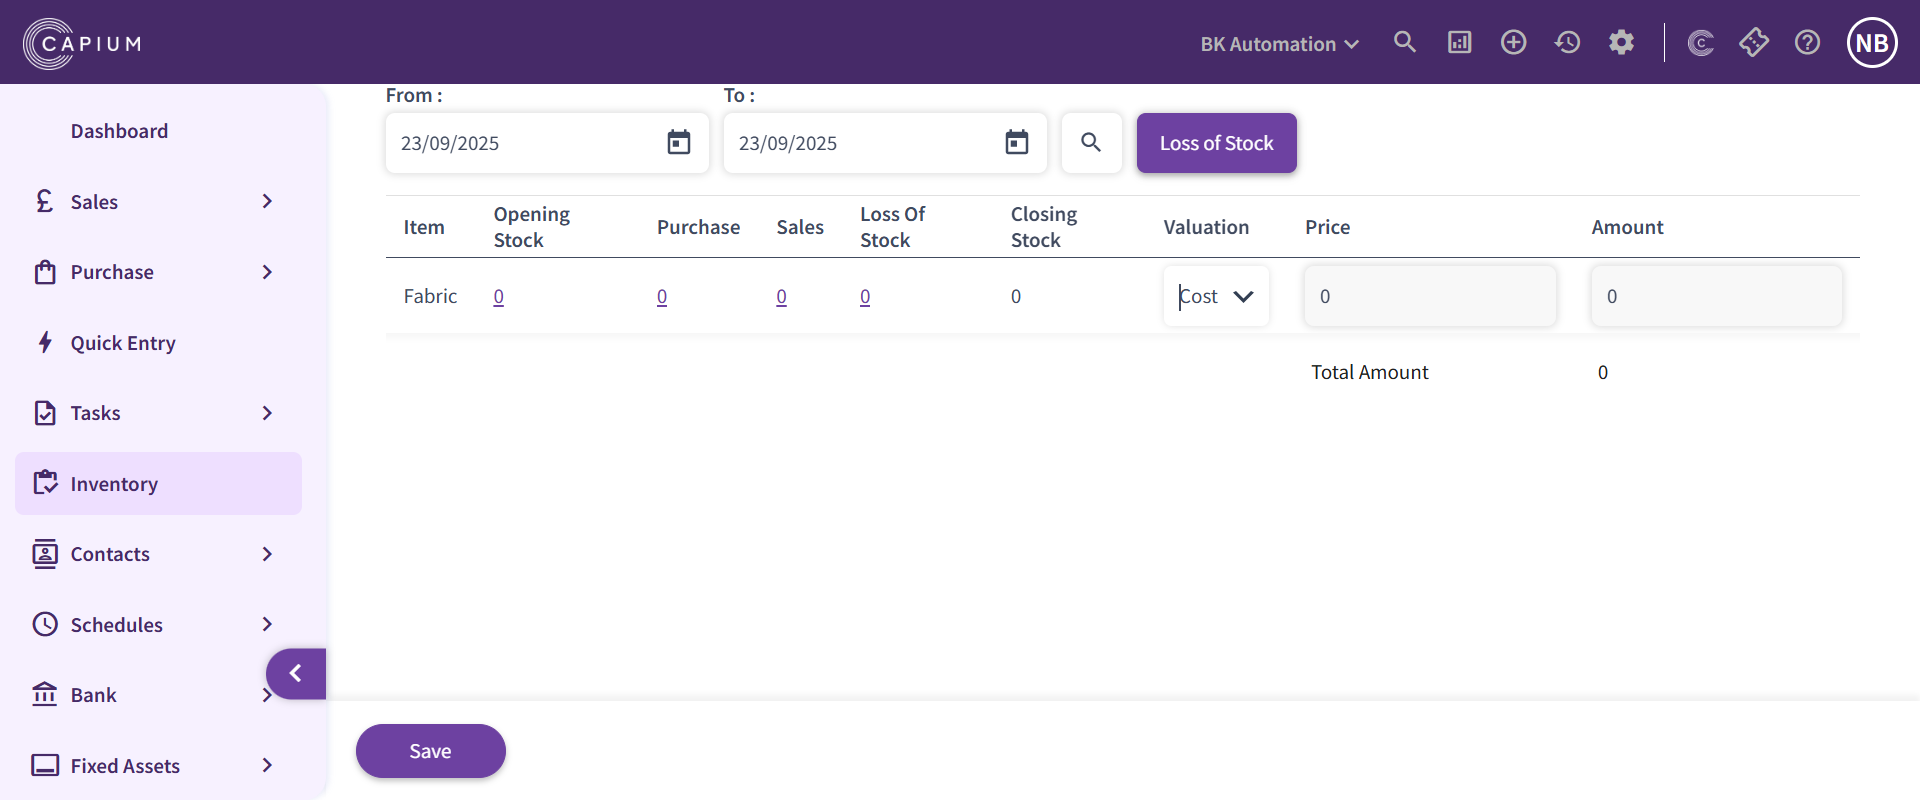 CAPIUM
BK Automation
NB
Dashboard
Sales
Purchase
Quick Entry
Tasks
Inventory
Contacts
Schedules
Bank
Fixed Assets
From :
To :
23/09/2025
23/09/2025
Loss of Stock
Item
Opening
Stock
Purchase
Sales
Loss Of
Stock
Closing
Stock
Valuation
Price
Amount
Fabric
0
0
0
0
0
Cost
0
0
Total Amount
0
Save